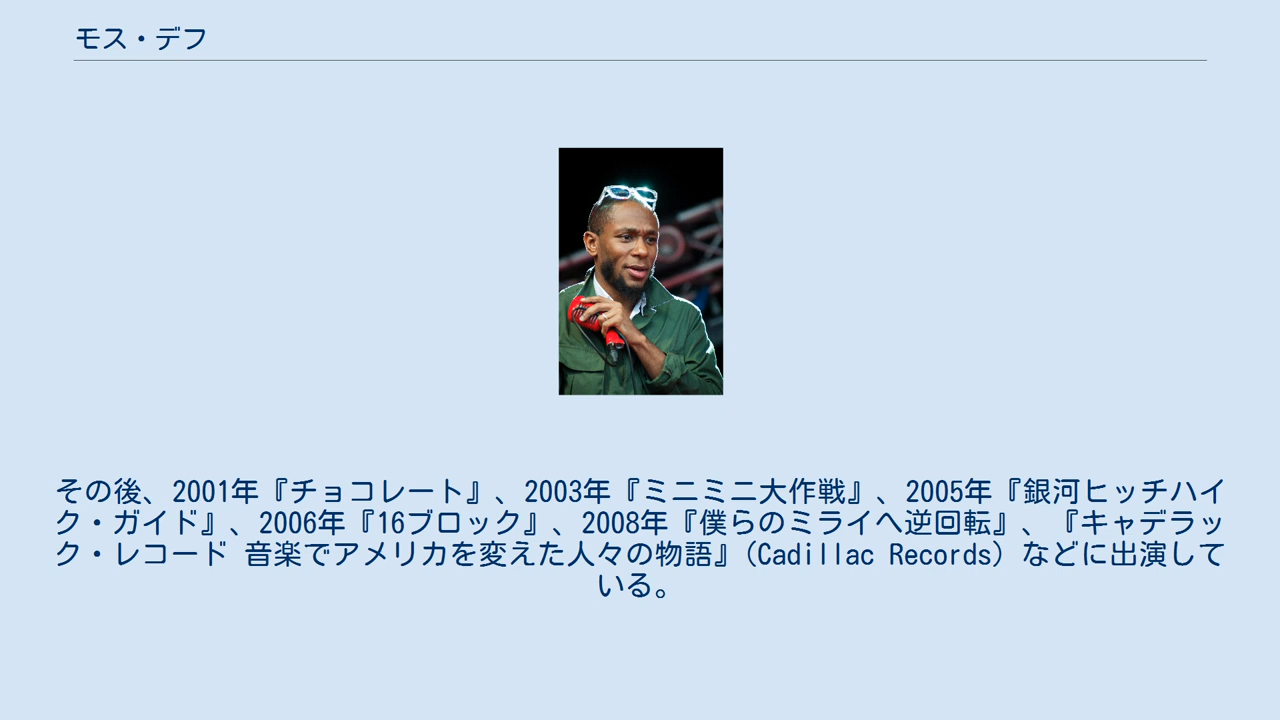 モス・デフ
その後、2001年『チョコレート』、2003年『ミニミニ大作戦』、2005年『銀河ヒッチハイ
ク・ガイド』、2006年『16ブロック』、2008年『僕らのミライへ逆回転』、『キャデラッ
ク・レコード 音楽でアメリカを変えた人々の物語』（Cadillac Records）などに出演して
いる。